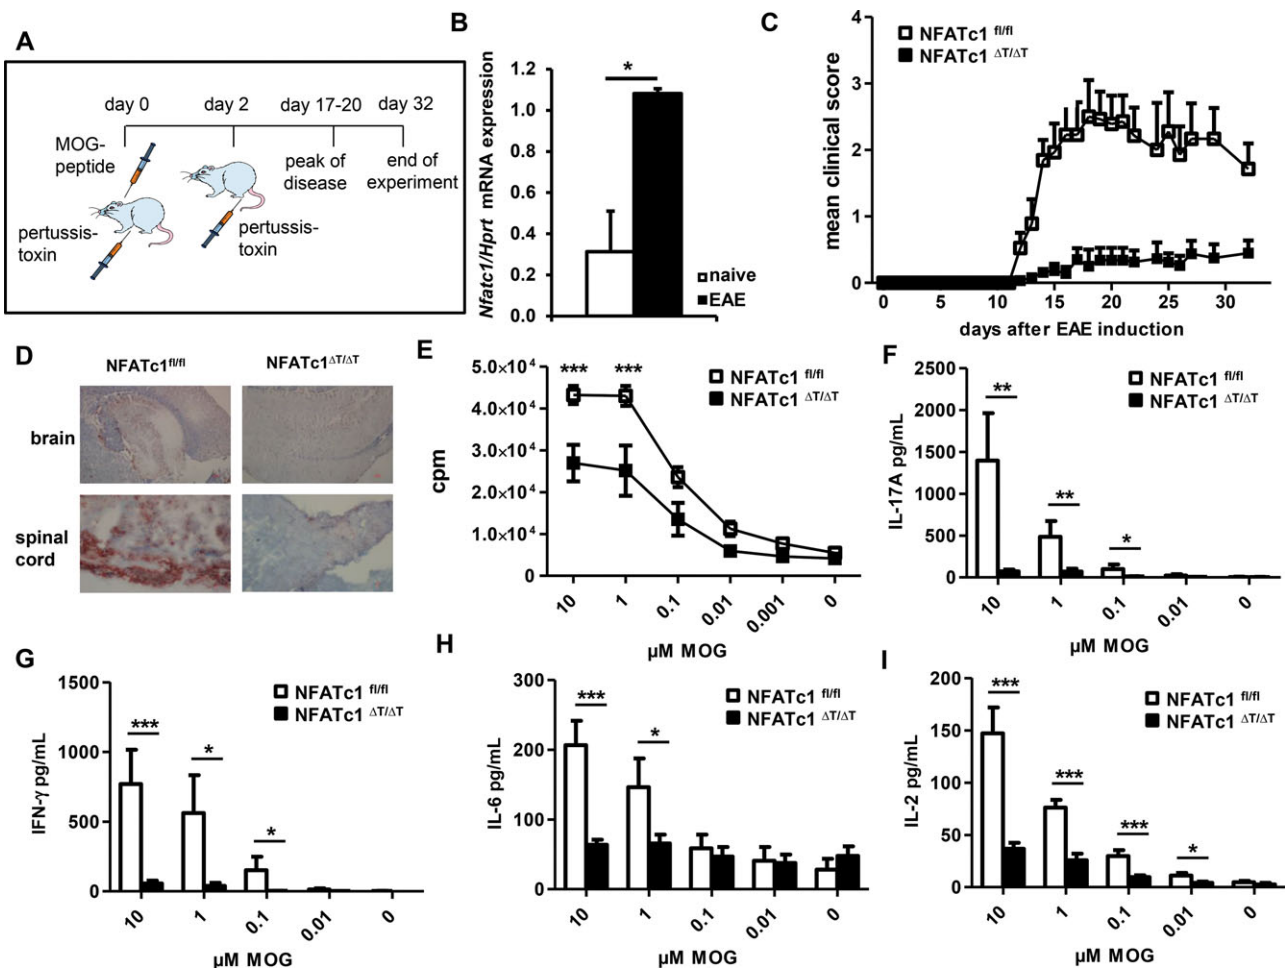 A
day 0
day 2
day 17-20
day 32
MOG-
peptide
peak of
disease
end of
experiment
pertussis-
toxin
pertussis-
toxin
B
Nfatc1/Hprt mRNA expression
1.2
1.0
0.8
0.6
0.4
0.2
0.0
*
naive
EAE
C
mean clinical score
4
3
2
1
0
NFATc1 fl/fl
NFATc1 ΔT/ΔT
0 5 10 15 20 25 30
days after EAE induction
D
NFATc1fl/fl
NFATc1ΔT/ΔT
brain
spinal
cord
E
cpm
5.0×10⁴
4.0×10⁴
3.0×10⁴
2.0×10⁴
1.0×10⁴
0
*** ***
NFATc1 fl/fl
NFATc1 ΔT/ΔT
10 1 0.1 0.01 0.001 0
µM MOG
F
IL-17A pg/mL
2500
2000
1500
1000
500
0
** ** *
NFATc1 fl/fl
NFATc1 ΔT/ΔT
10 1 0.1 0.01 0
µM MOG
G
IFN-γ pg/mL
1500
1000
500
0
*** * *
NFATc1 fl/fl
NFATc1 ΔT/ΔT
10 1 0.1 0.01 0
µM MOG
H
IL-6 pg/mL
300
200
100
0
*** *
NFATc1 fl/fl
NFATc1 ΔT/ΔT
10 1 0.1 0.01 0
µM MOG
I
IL-2 pg/mL
200
150
100
50
0
*** *** *** *
NFATc1 fl/fl
NFATc1 ΔT/ΔT
10 1 0.1 0.01 0
µM MOG